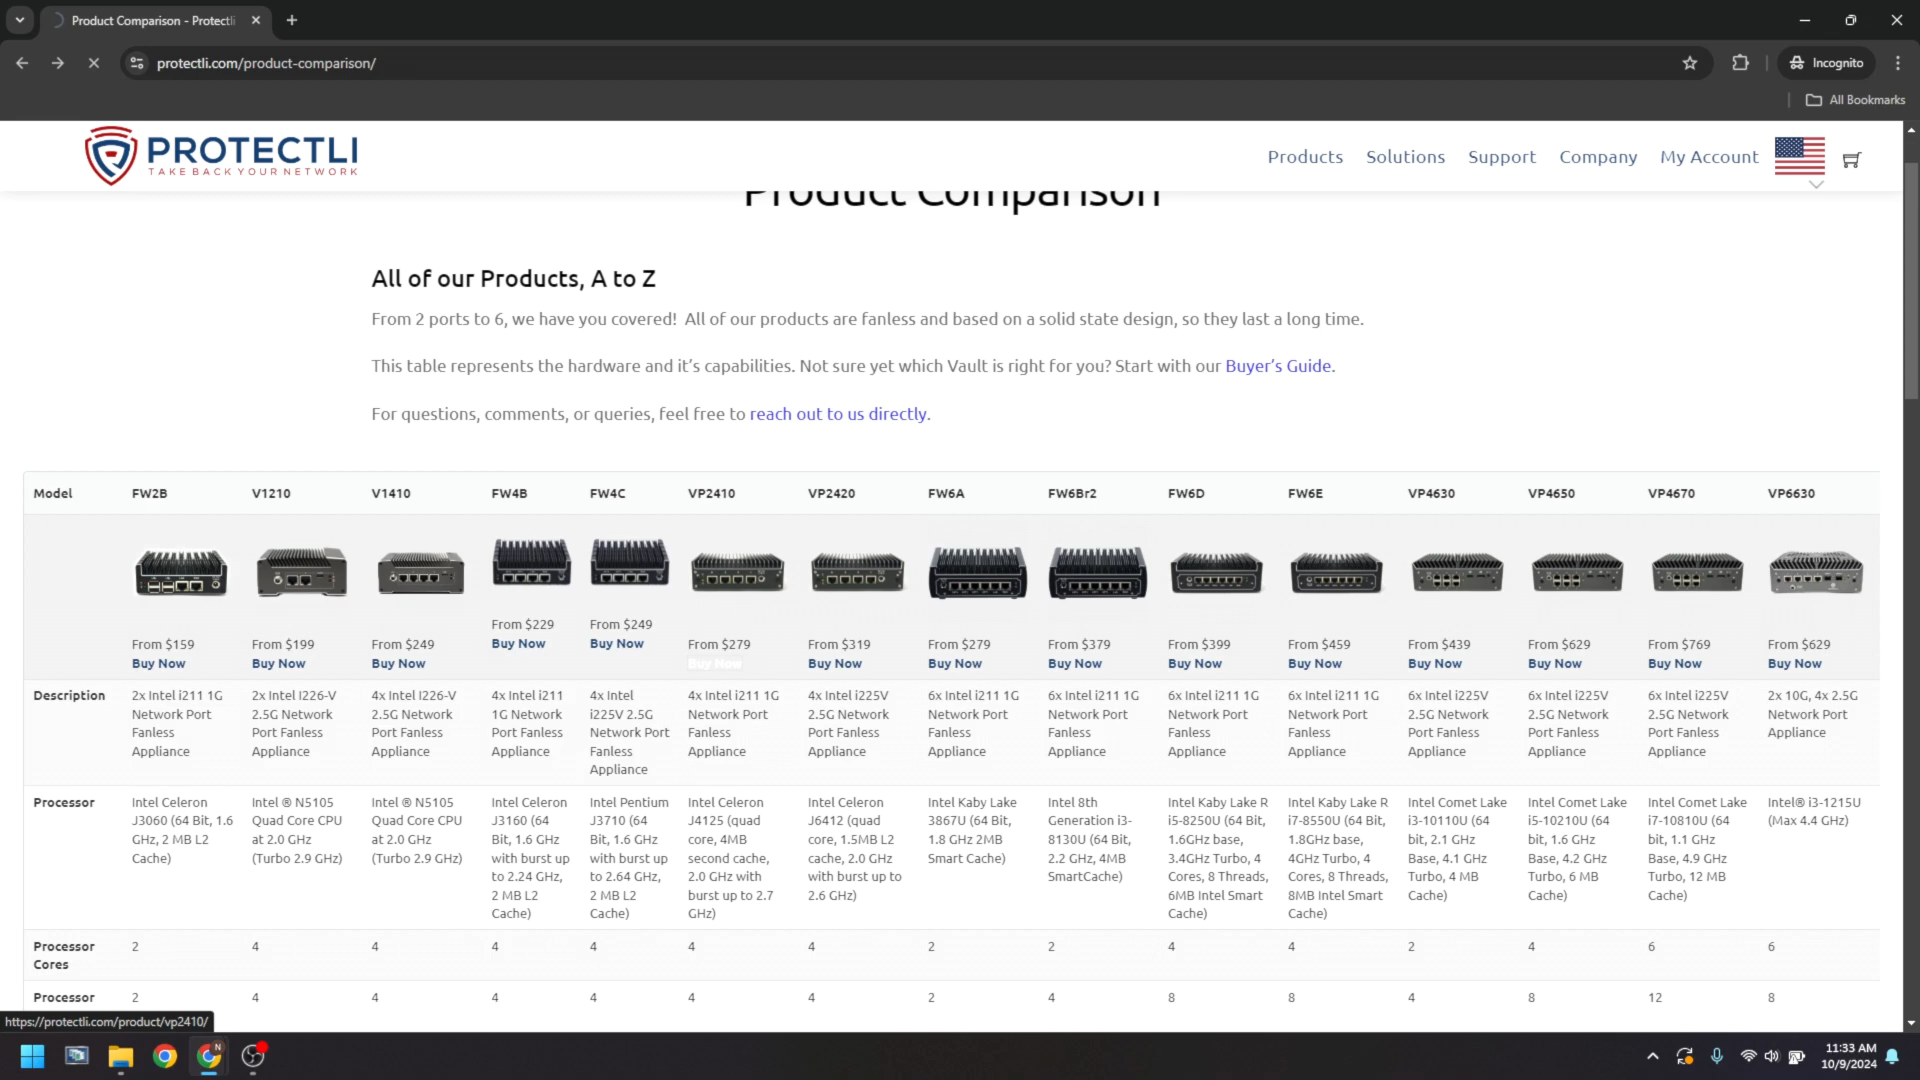 Product Comparison - Protectli
protectli.com/product-comparison/
Incognito
All Bookmarks
PROTECTLI
TAKE BACK YOUR NETWORK
Products Solutions Support Company My Account
Product Comparison
All of our Products, A to Z
From 2 ports to 6, we have you covered! All of our products are fanless and based on a solid state design, so they last a long time.
This table represents the hardware and it's capabilities. Not sure yet which Vault is right for you? Start with our Buyer's Guide.
For questions, comments, or queries, feel free to reach out to us directly.
Model FW2B V1210 V1410 FW4B FW4C VP2410 VP2420 FW6A FW6Br2 FW6D FW6E VP4630 VP4650 VP4670 VP6630
From $159 From $199 From $249 From $229 From $249 From $279 From $319 From $279 From $379 From $399 From $459 From $439 From $629 From $769 From $629
Buy Now Buy Now Buy Now Buy Now Buy Now Buy Now Buy Now Buy Now Buy Now Buy Now Buy Now Buy Now Buy Now Buy Now Buy Now
Description 2x Intel i211 1G 2x Intel I226-V 4x Intel I226-V 4x Intel i211 4x Intel 4x Intel i211 1G 4x Intel i225V 6x Intel i211 1G 6x Intel i211 1G 6x Intel i211 1G 6x Intel i211 1G 6x Intel i225V 6x Intel i225V 6x Intel i225V 2x 10G, 4x 2.5G
Network Port 2.5G Network 2.5G Network 1G Network i225V 2.5G Network Port 2.5G Network Network Port Network Port Network Port Network Port 2.5G Network 2.5G Network 2.5G Network Network Port
Fanless Port Fanless Port Fanless Port Fanless Network Port Fanless Port Fanless Fanless Fanless Fanless Fanless Port Fanless Port Fanless Port Fanless Appliance
Appliance Appliance Appliance Appliance Fanless Appliance Appliance Appliance Appliance Appliance Appliance Appliance Appliance Appliance
Appliance
Processor Intel Celeron Intel ® N5105 Intel ® N5105 Intel Celeron Intel Pentium Intel Celeron Intel Celeron Intel Kaby Lake Intel 8th Intel Kaby Lake R Intel Kaby Lake R Intel Comet Lake Intel Comet Lake Intel Comet Lake Intel® i3-1215U
J3060 (64 Bit, 1.6 Quad Core CPU Quad Core CPU J3160 (64 J3710 (64 J4125 (quad J6412 (quad 3867U (64 Bit, Generation i3- i5-8250U (64 Bit, i7-8550U (64 Bit, i3-10110U (64 i5-10210U (64 i7-10810U (64 (Max 4.4 GHz)
GHz, 2 MB L2 at 2.0 GHz at 2.0 GHz Bit, 1.6 GHz Bit, 1.6 GHz core, 4MB core, 1.5MB L2 1.8 GHz 2MB 8130U (64 Bit, 1.6GHz base, 1.8GHz base, bit, 2.1 GHz bit, 1.6 GHz bit, 1.1 GHz
Cache) (Turbo 2.9 GHz) (Turbo 2.9 GHz) with burst up with burst up second cache, cache, 2.0 GHz Smart Cache) 2.2 GHz, 4MB 3.4GHz Turbo, 4 4GHz Turbo, 4 Base, 4.1 GHz Base, 4.2 GHz Base, 4.9 GHz
to 2.24 GHz, to 2.64 GHz, 2.0 GHz with with burst up to SmartCache) Cores, 8 Threads, Cores, 8 Threads, Turbo, 4 MB Turbo, 6 MB Turbo, 12 MB
2 MB L2 2 MB L2 burst up to 2.7 2.6 GHz) 6MB Intel Smart 8MB Intel Smart Cache) Cache) Cache)
Cache) Cache) GHz) Cache) Cache)
Processor 2 4 4 4 4 4 4 2 2 4 4 2 4 6 6
Cores
Processor 2 4 4 4 4 4 4 2 4 8 8 4 8 12 8
https://protectli.com/product/vp2410/
N
11:33 AM
10/9/2024